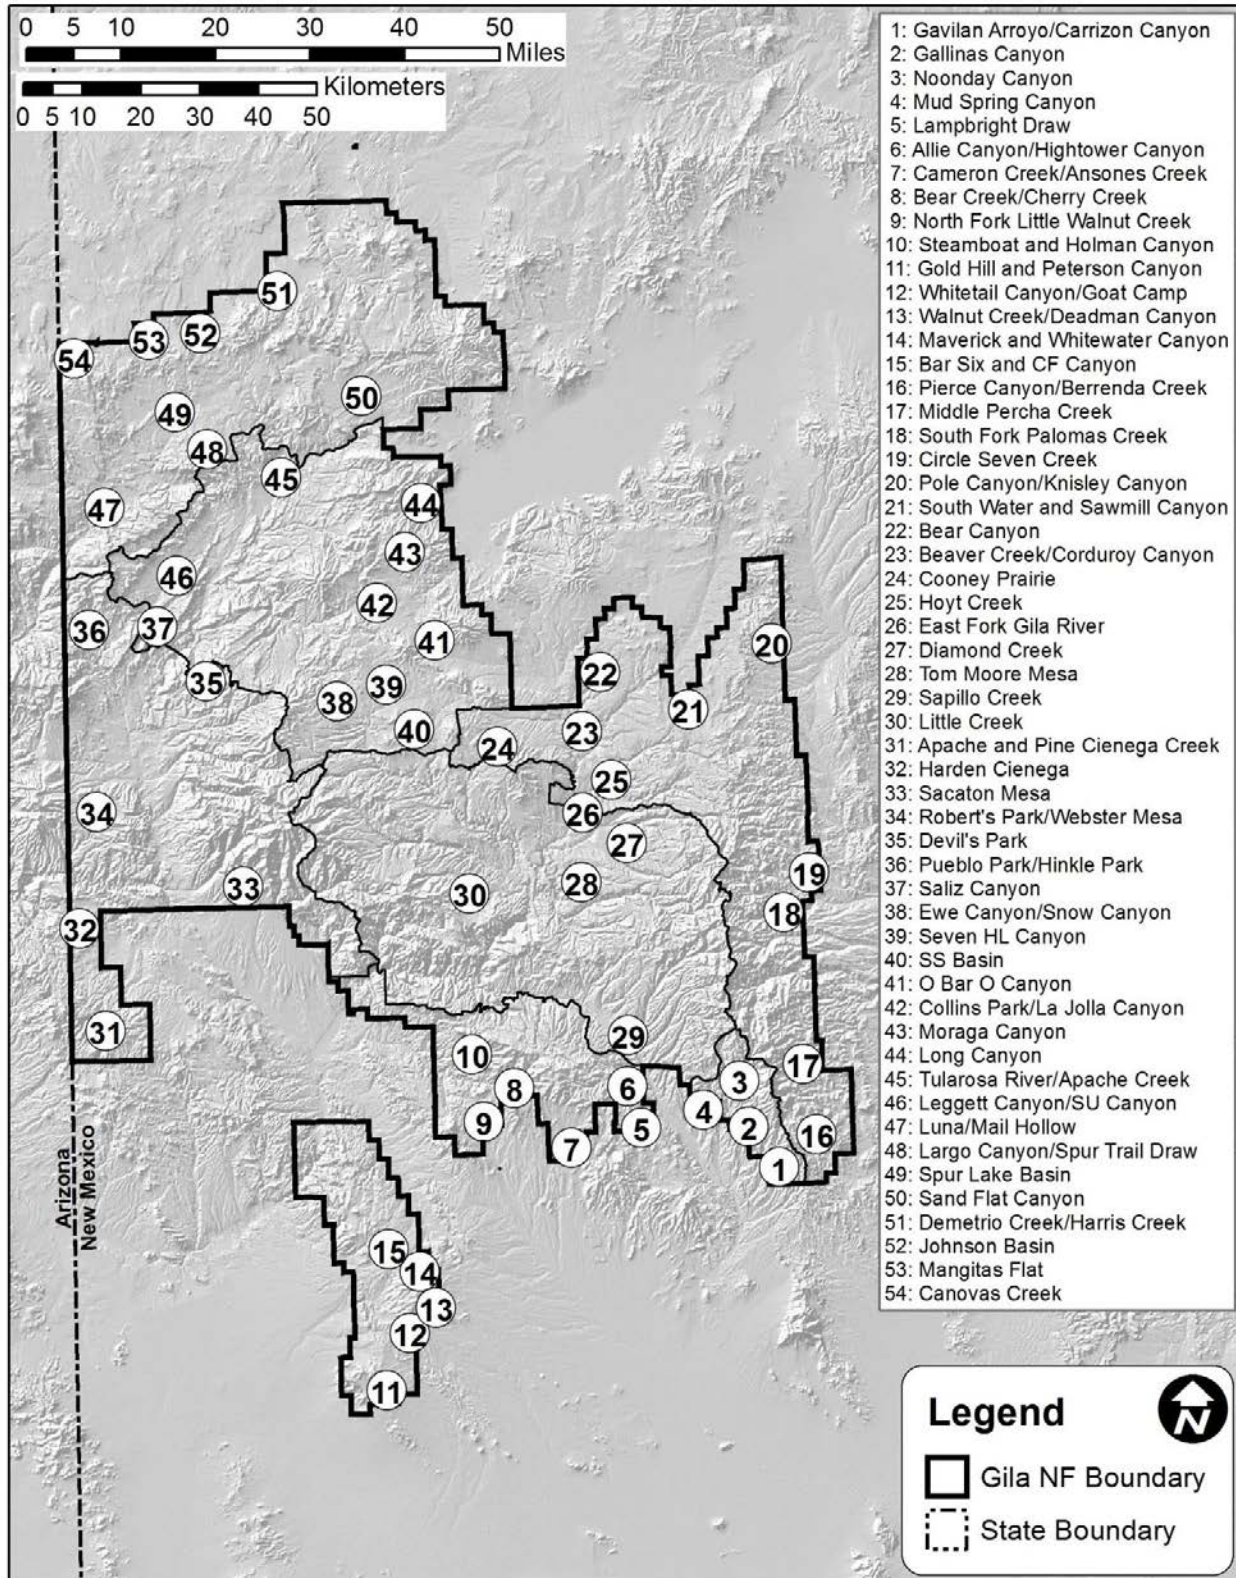 0 5 10 20 30 40 50
Miles
Kilometers
0 5 10 20 30 40 50
1: Gavilan Arroyo/Carrizon Canyon
2: Gallinas Canyon
3: Noonday Canyon
4: Mud Spring Canyon
5: Lampbright Draw
6: Allie Canyon/Hightower Canyon
7: Cameron Creek/Ansones Creek
8: Bear Creek/Cherry Creek
9: North Fork Little Walnut Creek
10: Steamboat and Holman Canyon
11: Gold Hill and Peterson Canyon
12: Whitetail Canyon/Goat Camp
13: Walnut Creek/Deadman Canyon
14: Maverick and Whitewater Canyon
15: Bar Six and CF Canyon
16: Pierce Canyon/Berrenda Creek
17: Middle Percha Creek
18: South Fork Palomas Creek
19: Circle Seven Creek
20: Pole Canyon/Knisley Canyon
21: South Water and Sawmill Canyon
22: Bear Canyon
23: Beaver Creek/Corduroy Canyon
24: Cooney Prairie
25: Hoyt Creek
26: East Fork Gila River
27: Diamond Creek
28: Tom Moore Mesa
29: Sapillo Creek
30: Little Creek
31: Apache and Pine Cienega Creek
32: Harden Cienega
33: Sacaton Mesa
34: Robert's Park/Webster Mesa
35: Devil's Park
36: Pueblo Park/Hinkle Park
37: Saliz Canyon
38: Ewe Canyon/Snow Canyon
39: Seven HL Canyon
40: SS Basin
41: O Bar O Canyon
42: Collins Park/La Jolla Canyon
43: Moraga Canyon
44: Long Canyon
45: Tularosa River/Apache Creek
46: Leggett Canyon/SU Canyon
47: Luna/Mail Hollow
48: Largo Canyon/Spur Trail Draw
49: Spur Lake Basin
50: Sand Flat Canyon
51: Demetrio Creek/Harris Creek
52: Johnson Basin
53: Mangitas Flat
54: Canovas Creek
51
52
53
54
50
49
48
45
47
44
43
46
42
36
37
41
20
22
35
39
38
21
40
23
24
25
34
26
27
19
28
33
30
18
32
31
29
10
17
3
6
8
4
9
5
2
16
7
1
15
14
13
12
11
Arizona
New Mexico
Legend
N
Gila NF Boundary
State Boundary